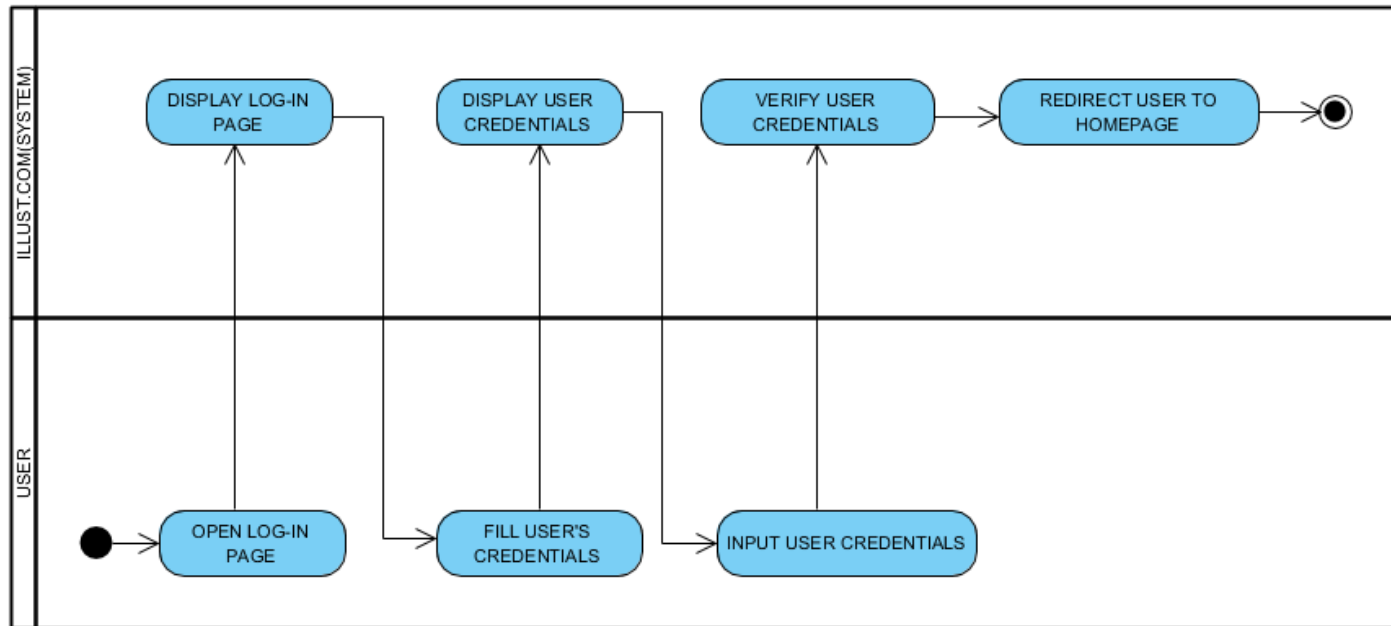 ILLUST.COM(SYSTEM)
DISPLAY LOG-IN
PAGE
DISPLAY USER
CREDENTIALS
VERIFY USER
CREDENTIALS
REDIRECT USER TO
HOMEPAGE
USER
OPEN LOG-IN
PAGE
FILL USER'S
CREDENTIALS
INPUT USER CREDENTIALS